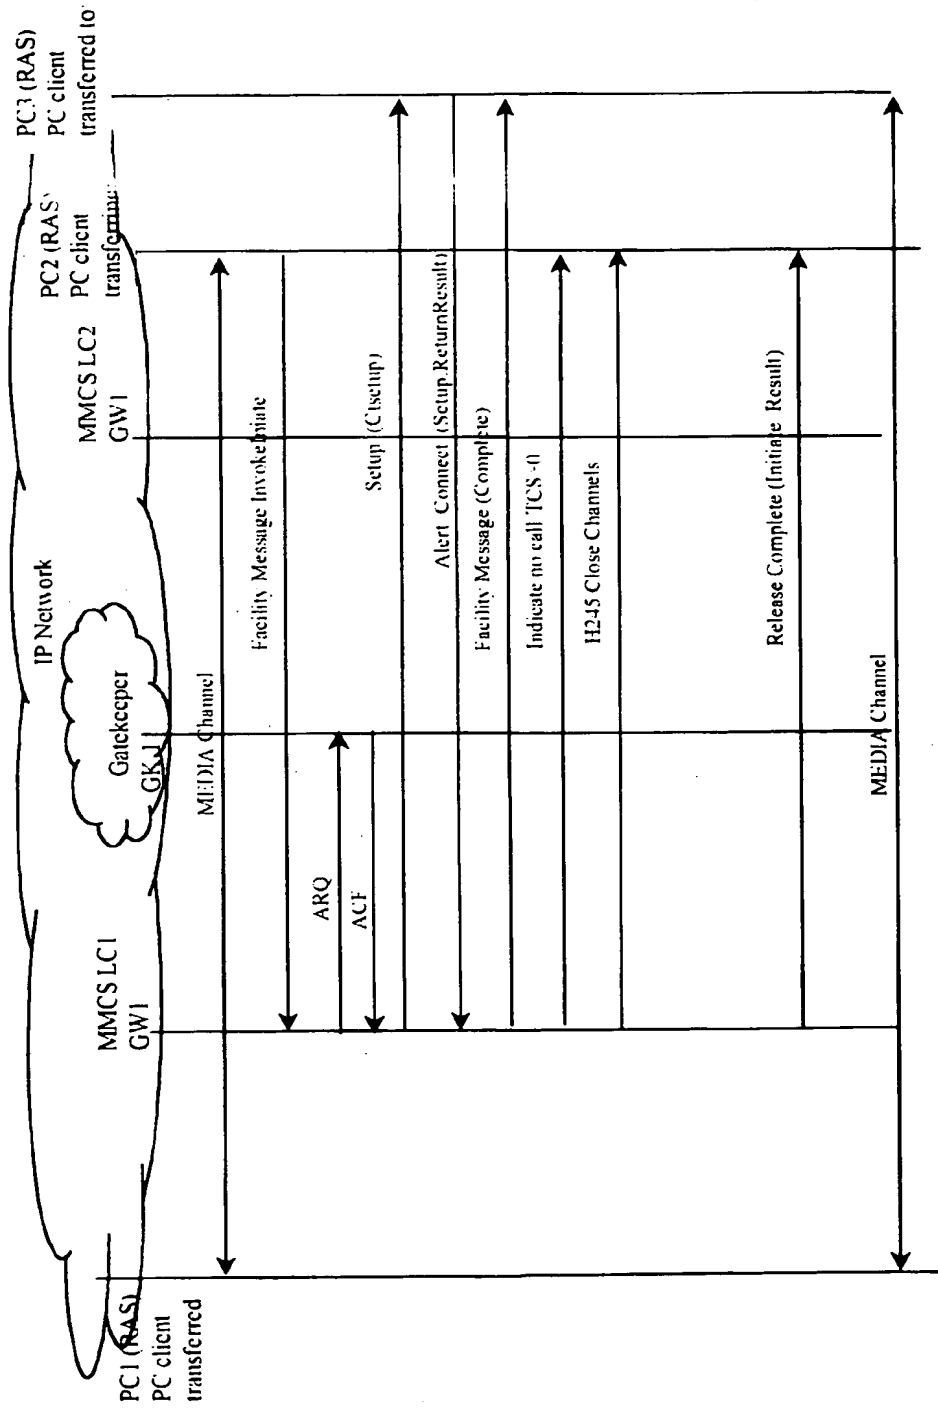 PC1 (RAS)
PC client
transferred
MMCS LC1
GW1
IP Network
Gatekeeper
GK1
MMCS LC2
GW1
PC2 (RAS)
PC client
transferring
PC3 (RAS)
PC client
transferred to
MEDIA Channel
Facility Message Invoke
ARQ
ACF
Setup (Ctsetup)
Alert Connect (Setup.ReturnResult)
Facility Message (Complete)
Indicate no call TCS -0
H245 Close Channels
Release Complete (Initiate Result)
MEDIA Channel